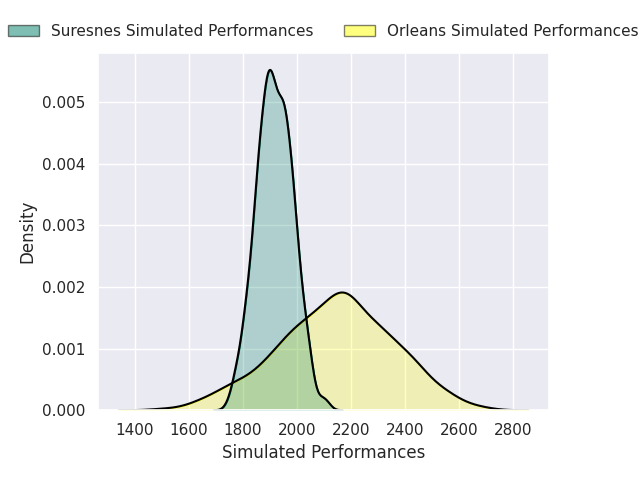 Suresnes Simulated Performances Orleans Simulated Performances
0.005
0.004
0.003
0.002
0.001
0.000
Density
1400 1600 1800 2000 2200 2400 2600 2800
Simulated Performances